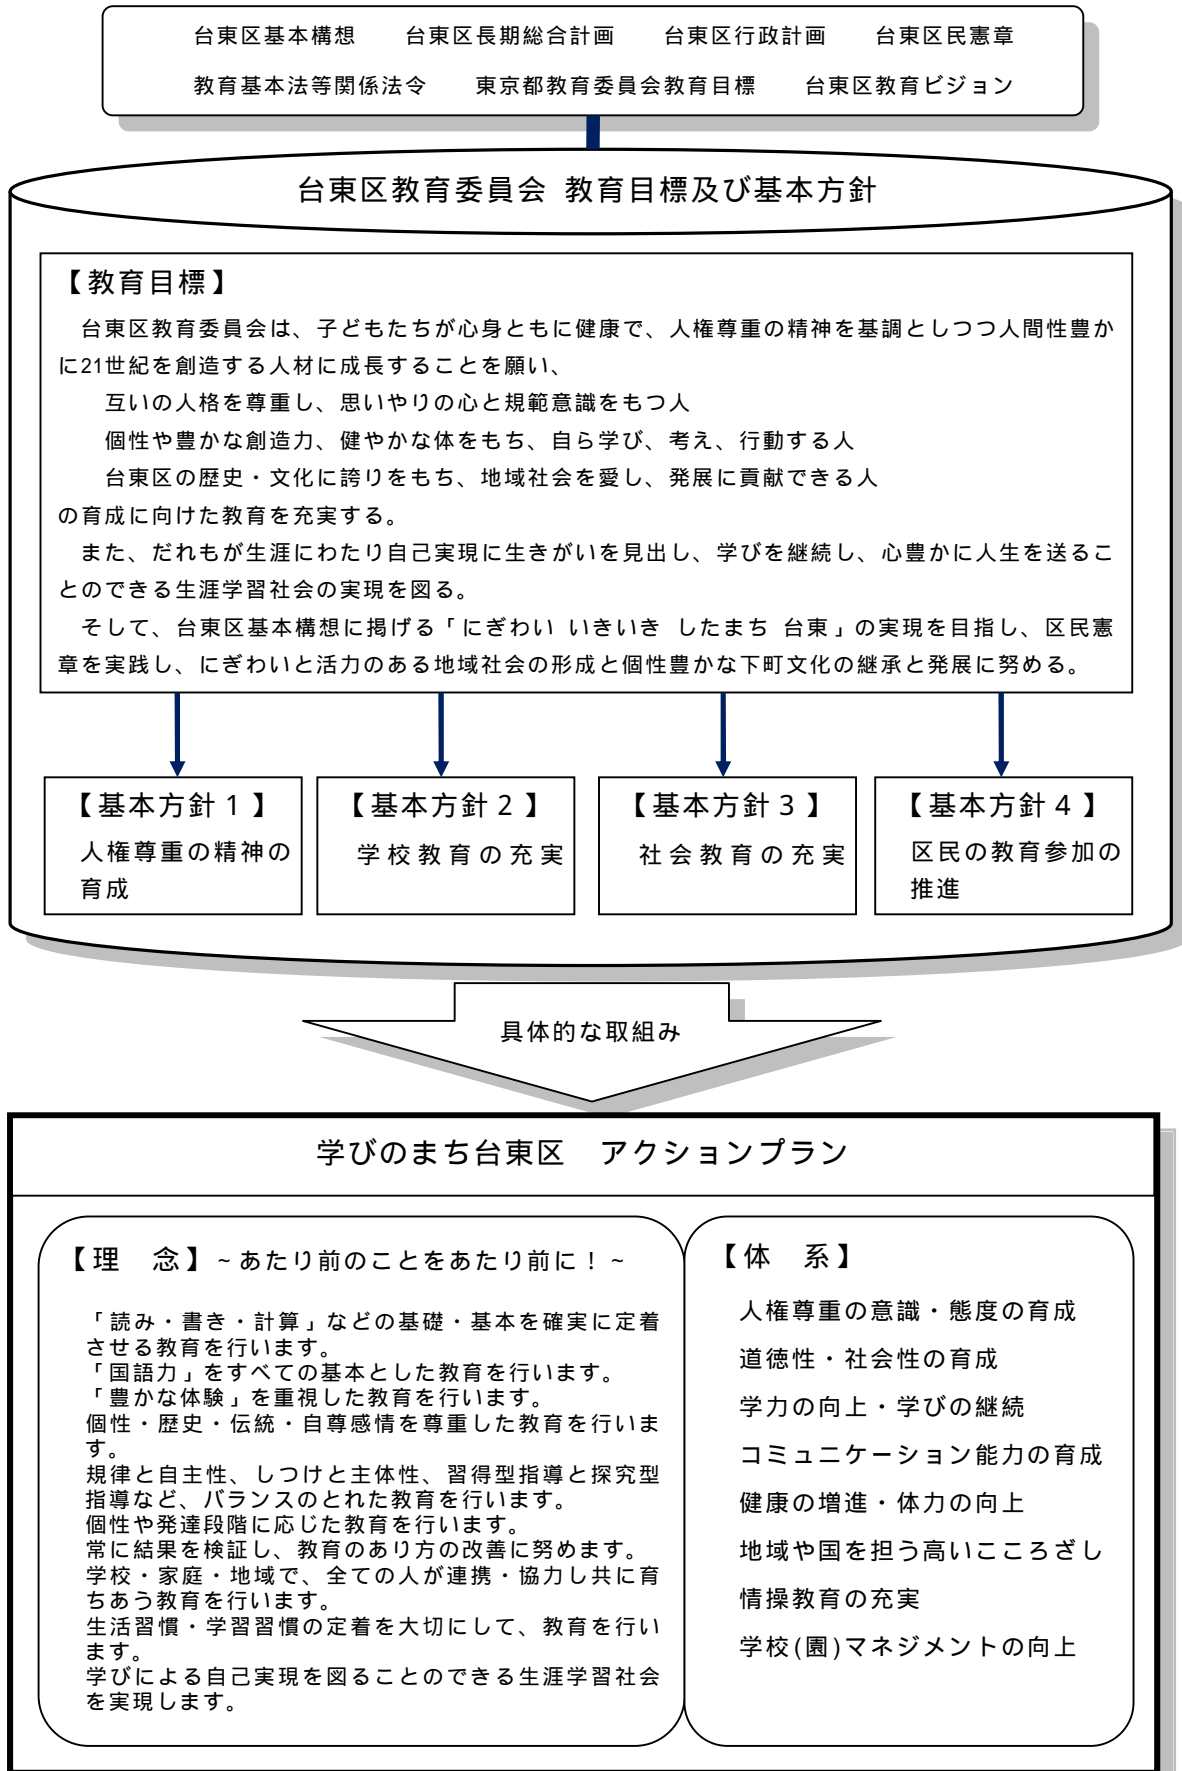 台東区基本構想　台東区長期総合計画　台東区行政計画　台東区民憲章
教育基本法等関係法令　東京都教育委員会教育目標　台東区教育ビジョン
台東区教育委員会 教育目標及び基本方針
【教育目標】
台東区教育委員会は、子どもたちが心身ともに健康で、人権尊重の精神を基調としつつ人間性豊か
に21世紀を創造する人材に成長することを願い、
互いの人格を尊重し、思いやりの心と規範意識をもつ人
個性や豊かな創造力、健やかな体をもち、自ら学び、考え、行動する人
台東区の歴史・文化に誇りをもち、地域社会を愛し、発展に貢献できる人
の育成に向けた教育を充実する。
また、だれもが生涯にわたり自己実現に生きがいを見出し、学びを継続し、心豊かに人生を送るこ
とのできる生涯学習社会の実現を図る。
そして、台東区基本構想に掲げる「にぎわい いきいき したまち 台東」の実現を目指し、区民憲
章を実践し、にぎわいと活力のある地域社会の形成と個性豊かな下町文化の継承と発展に努める。
【基本方針１】
人権尊重の精神の
育成
【基本方針２】
学校教育の充実
【基本方針３】
社会教育の充実
【基本方針４】
区民の教育参加の
推進
具体的な取組み
学びのまち台東区　アクションプラン
【理　念】～あたり前のことをあたり前に！～
「読み・書き・計算」などの基礎・基本を確実に定着
させる教育を行います。
「国語力」をすべての基本とした教育を行います。
「豊かな体験」を重視した教育を行います。
個性・歴史・伝統・自尊感情を尊重した教育を行いま
す。
規律と自主性、しつけと主体性、習得型指導と探究型
指導など、バランスのとれた教育を行います。
個性や発達段階に応じた教育を行います。
常に結果を検証し、教育のあり方の改善に努めます。
学校・家庭・地域で、全ての人が連携・協力し共に育
ちあう教育を行います。
生活習慣・学習習慣の定着を大切にして、教育を行い
ます。
学びによる自己実現を図ることのできる生涯学習社会
を実現します。
【体　系】
人権尊重の意識・態度の育成
道徳性・社会性の育成
学力の向上・学びの継続
コミュニケーション能力の育成
健康の増進・体力の向上
地域や国を担う高いこころざし
情操教育の充実
学校(園)マネジメントの向上